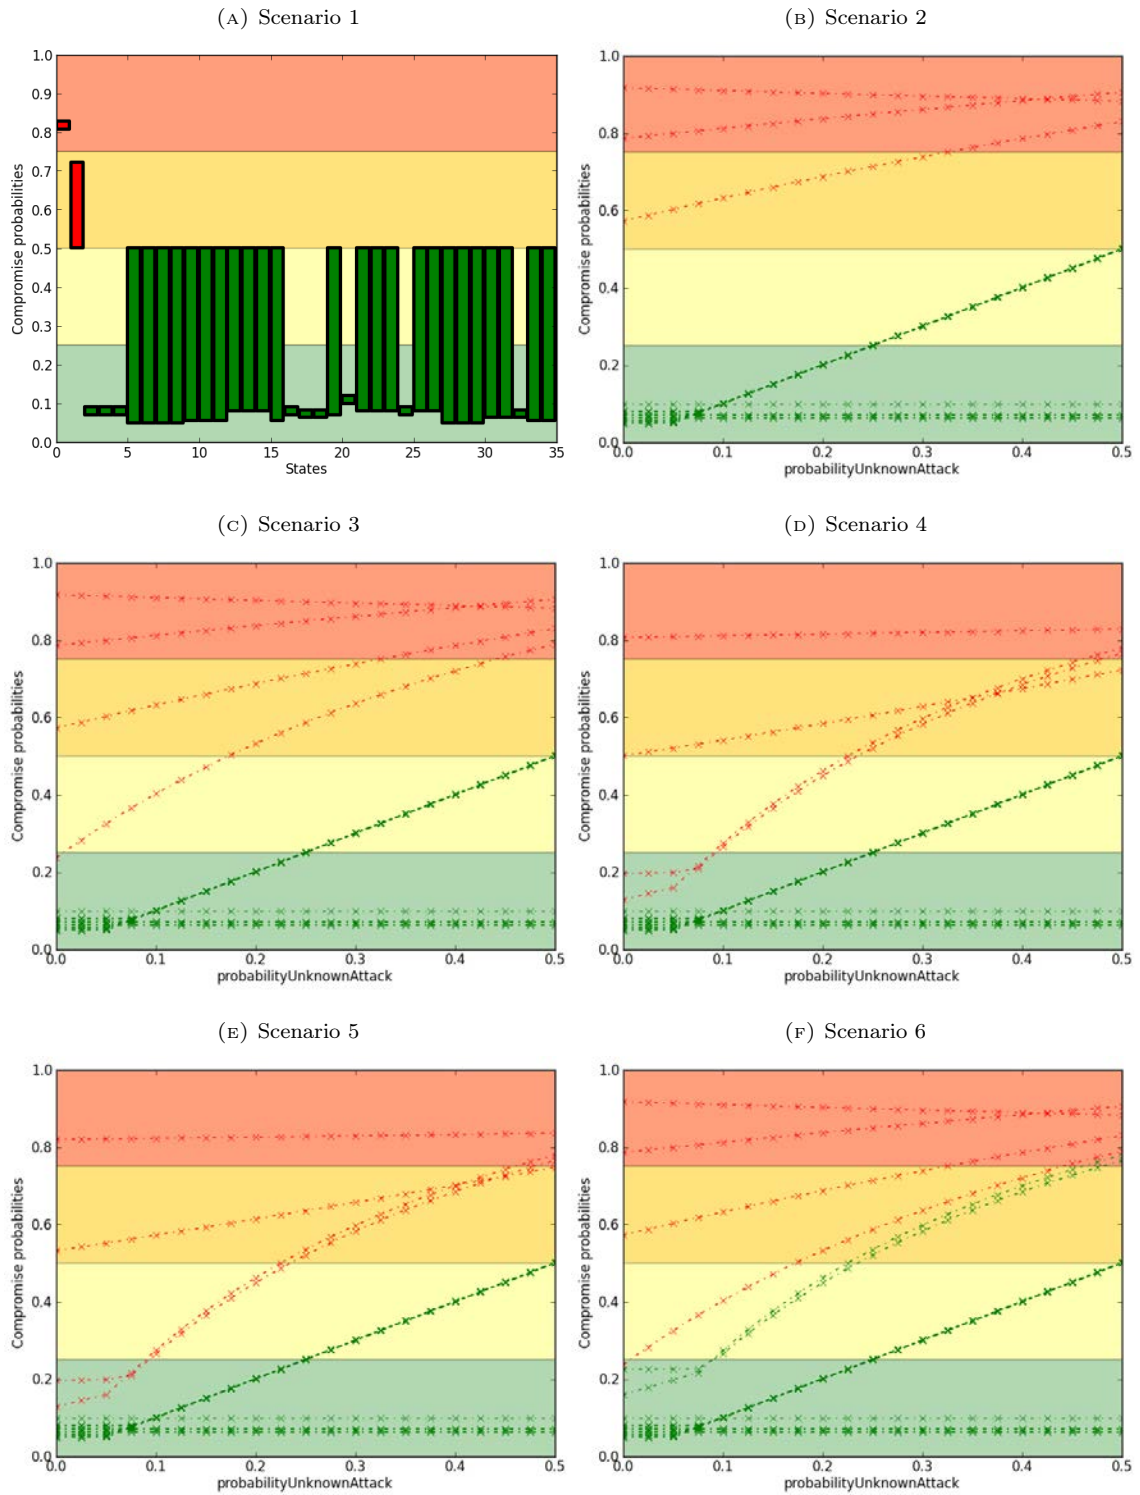 (A) Scenario 1
(B) Scenario 2
1.0
0.9
0.8
0.7
0.6
0.5
0.4
0.3
0.2
0.1
0.0
Compromise probabilities
0 5 10 15 20 25 30 35
States
1.0
0.8
0.6
0.4
0.2
0.0
Compromise probabilities
0.0 0.1 0.2 0.3 0.4 0.5
probabilityUnknownAttack
(C) Scenario 3
(D) Scenario 4
1.0
0.8
0.6
0.4
0.2
0.0
Compromise probabilities
0.0 0.1 0.2 0.3 0.4 0.5
probabilityUnknownAttack
1.0
0.8
0.6
0.4
0.2
0.0
Compromise probabilities
0.0 0.1 0.2 0.3 0.4 0.5
probabilityUnknownAttack
(E) Scenario 5
(F) Scenario 6
1.0
0.8
0.6
0.4
0.2
0.0
Compromise probabilities
0.0 0.1 0.2 0.3 0.4 0.5
probabilityUnknownAttack
1.0
0.8
0.6
0.4
0.2
0.0
Compromise probabilities
0.0 0.1 0.2 0.3 0.4 0.5
probabilityUnknownAttack